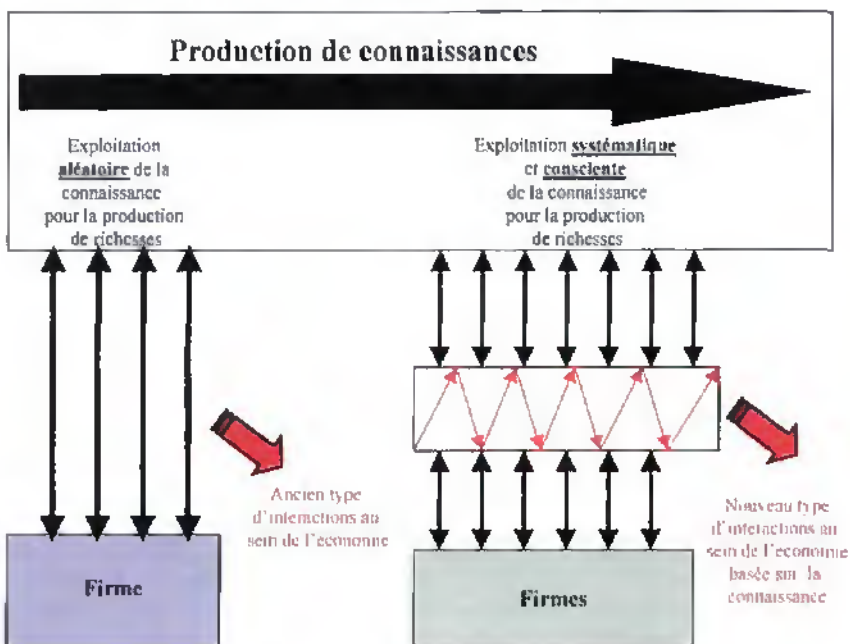 Production de connaissances
Exploitation
aléatoire de la
connaissance
pour la production
de richesses
Exploitation systématique
et consciente
de la connaissance
pour la production
de richesses
Ancien type
d'interactions au
sein de l'économie
Nouveau type
d'interactions au
sein de l'économie
basée sur la
connaissance
Firme
Firmes